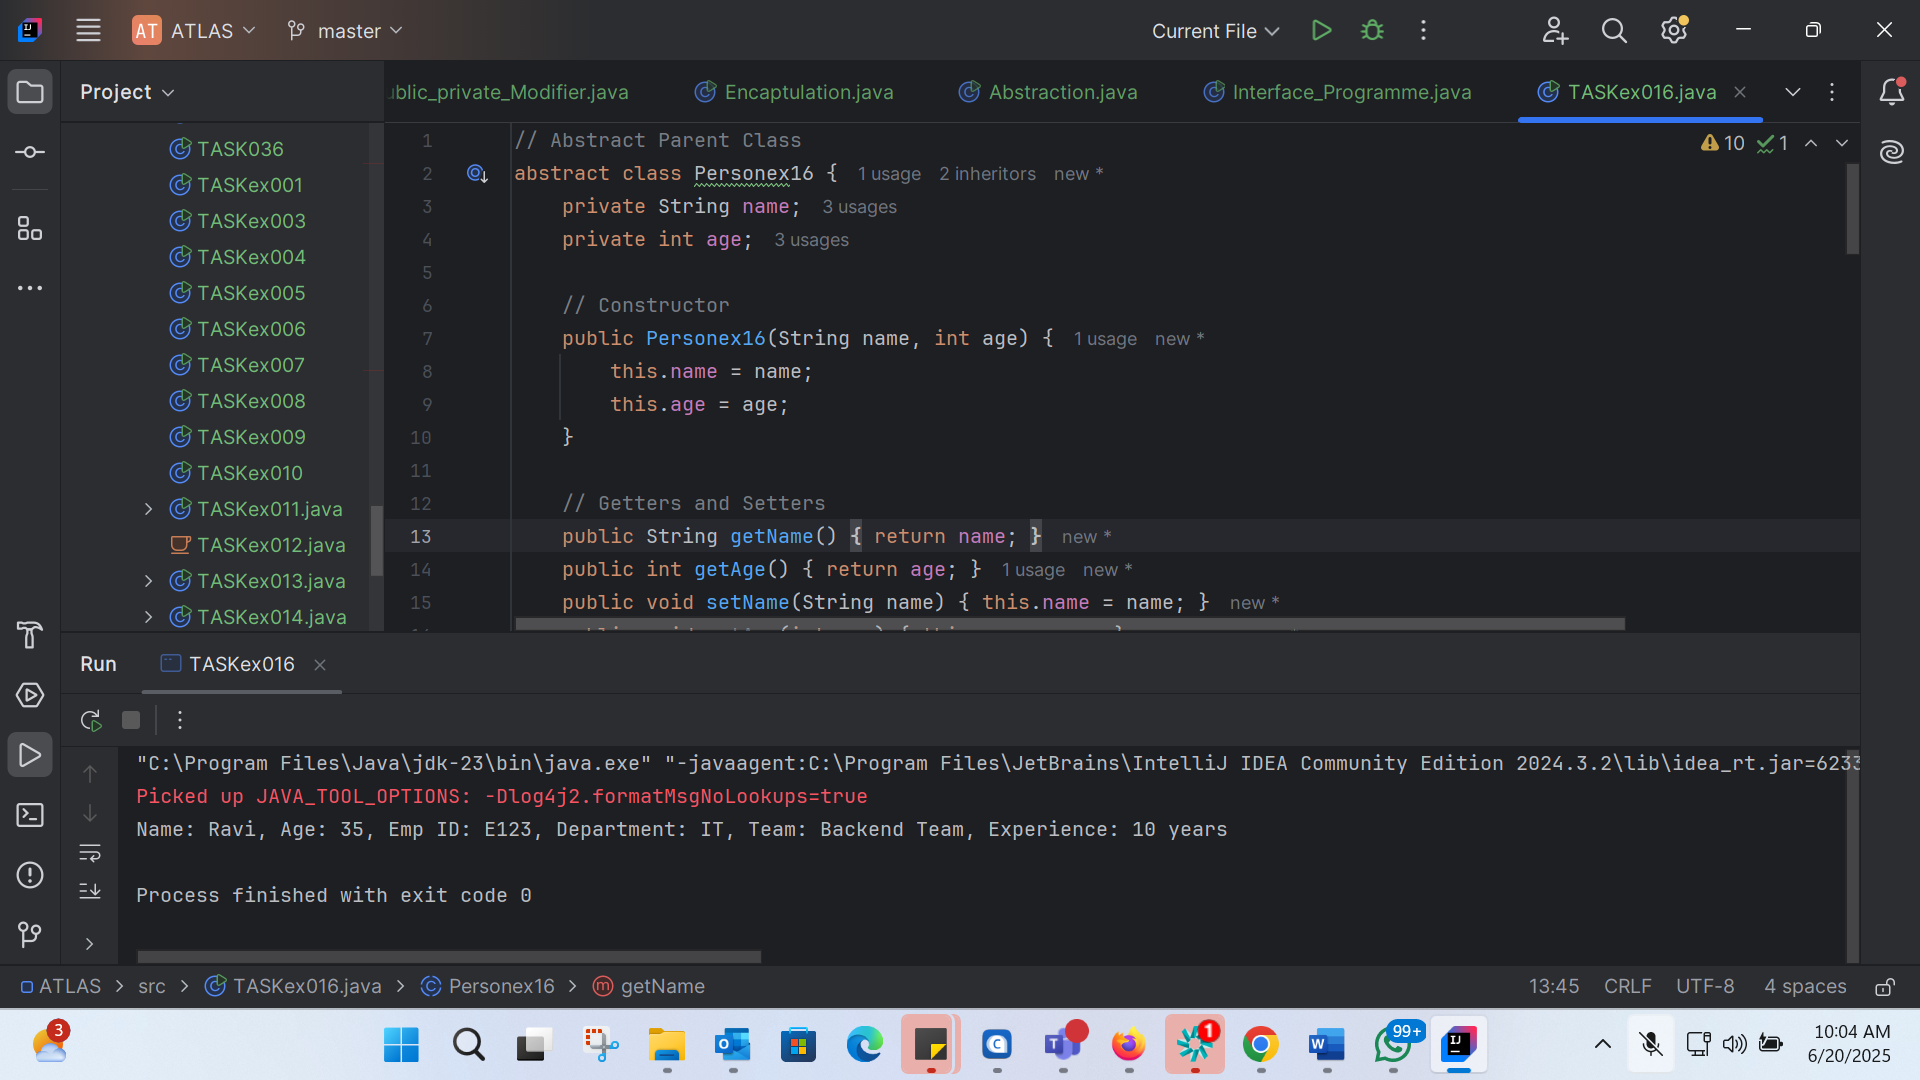 AT ATLAS master Current File
Project
ublic_private_Modifier.java Encaptulation.java Abstraction.java Interface_Programme.java TASKex016.java
TASK036
TASKex001
TASKex003
TASKex004
TASKex005
TASKex006
TASKex007
TASKex008
TASKex009
TASKex010
TASKex011.java
TASKex012.java
TASKex013.java
TASKex014.java
10 1
1 // Abstract Parent Class
2 abstract class Personex16 { 1 usage 2 inheritors new *
3 private String name; 3 usages
4 private int age; 3 usages
5
6 // Constructor
7 public Personex16(String name, int age) { 1 usage new *
8 this.name = name;
9 this.age = age;
10 }
11
12 // Getters and Setters
13 public String getName() { return name; } new *
14 public int getAge() { return age; } 1 usage new *
15 public void setName(String name) { this.name = name; } new *
Run TASKex016
"C:\Program Files\Java\jdk-23\bin\java.exe" "-javaagent:C:\Program Files\JetBrains\IntelliJ IDEA Community Edition 2024.3.2\lib\idea_rt.jar=6233
Picked up JAVA_TOOL_OPTIONS: -Dlog4j2.formatMsgNoLookups=true
Name: Ravi, Age: 35, Emp ID: E123, Department: IT, Team: Backend Team, Experience: 10 years
Process finished with exit code 0
ATLAS > src > TASKex016.java > Personex16 > getName 13:45 CRLF UTF-8 4 spaces
3 1 99+ 10:04 AM
6/20/2025